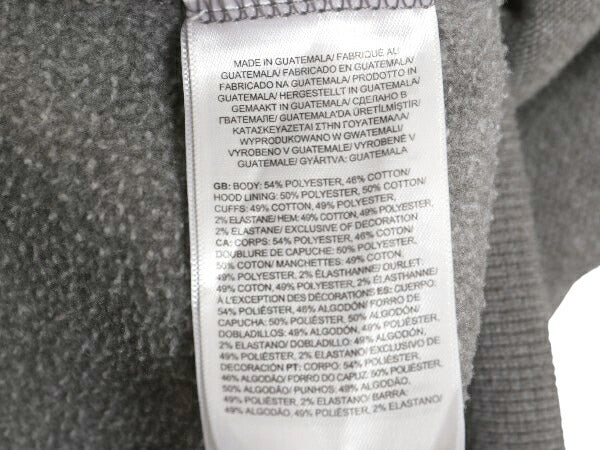 MADE IN GUATEMALA/ FABRIQUÉ AU
GUATEMALA/ FABRICADO EN GUATEMALA/
FABRICADO NA GUATEMALA/ PRODOTTO IN
GUATEMALA/ HERGESTELLT IN GUATEMALA/
GEMAAKT IN GUATEMALA/ СДЕЛАНО В
ГВАТЕМАЛЕ/ GUATEMALA'DA ÜRETİLMİŞTİR/
ΚΑΤΑΣΚΕΥΑΖΕΤΑΙ ΣΤΗΝ ΓΟΥΑΤΕΜΑΛΑ/
WYPRODUKOWANO W GWATEMALI/
VYROBENO V GUATEMALE/ VYROBENÉ V
GUATEMALE/ GYÁRTVA: GUATEMALA
GB: BODY: 54% POLYESTER, 46% COTTON/
HOOD LINING: 50% POLYESTER, 50% COTTON/
CUFFS: 49% COTTON, 49% POLYESTER,
2% ELASTANE/ HEM: 49% COTTON, 49% POLYESTER,
2% ELASTANE/ EXCLUSIVE OF DECORATION
CA: CORPS: 54% POLYESTER, 46% COTON/
DOUBLURE DE CAPUCHE: 50% POLYESTER,
50% COTON/ MANCHETTES: 49% COTON,
49% POLYESTER, 2% ÉLASTHANNE/ OURLET:
49% COTON, 49% POLYESTER, 2% ÉLASTHANNE/
À L'EXCEPTION DES DÉCORATIONS ES: CUERPO:
54% POLIÉSTER, 46% ALGODÓN/ FORRO DE
CAPUCHA: 50% POLIÉSTER, 50% ALGODÓN/
DOBLADILLOS: 49% ALGODÓN, 49% POLIÉSTER,
2% ELASTANO/ DOBLADILLO: 49% ALGODÓN,
49% POLIÉSTER, 2% ELASTANO/ EXCLUSIVO DE
DECORACIÓN PT: CORPO: 54% POLIÉSTER,
46% ALGODÃO/ FORRO DO CAPUZ: 50% POLIÉSTER,
50% ALGODÃO/ PUNHOS: 49% ALGODÃO,
49% POLIÉSTER, 2% ELASTANO/ BARRA:
49% ALGODÃO, 49% POLIÉSTER, 2% ELASTANO/